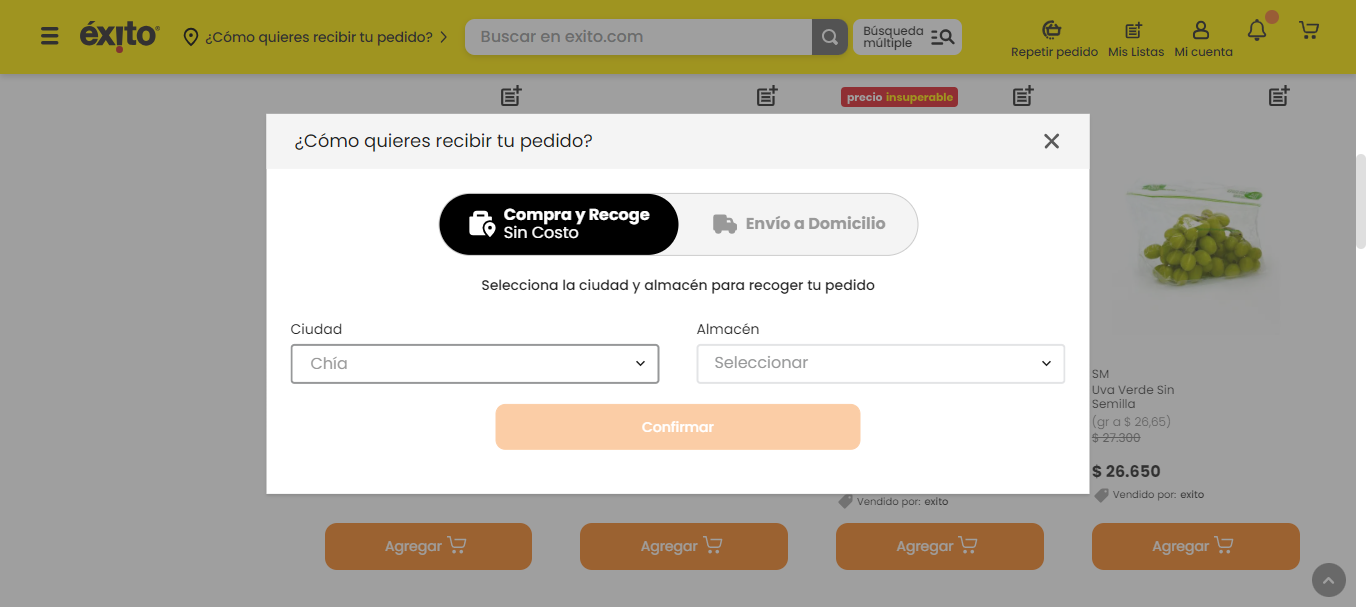 éxito
¿Cómo quieres recibir tu pedido?
Buscar en exito.com
Búsqueda
múltiple
Repetir pedido
Mis Listas
Mi cuenta
precio insuperable
¿Cómo quieres recibir tu pedido?
Compra y Recoge
Sin Costo
Envío a Domicilio
Selecciona la ciudad y almacén para recoger tu pedido
Ciudad
Chía
Almacén
Seleccionar
Confirmar
SM
Uva Verde Sin
Semilla
(gr a $ 26,65)
$ 27.300
$ 26.650
Vendido por: exito
Vendido por: exito
Agregar
Agregar
Agregar
Agregar